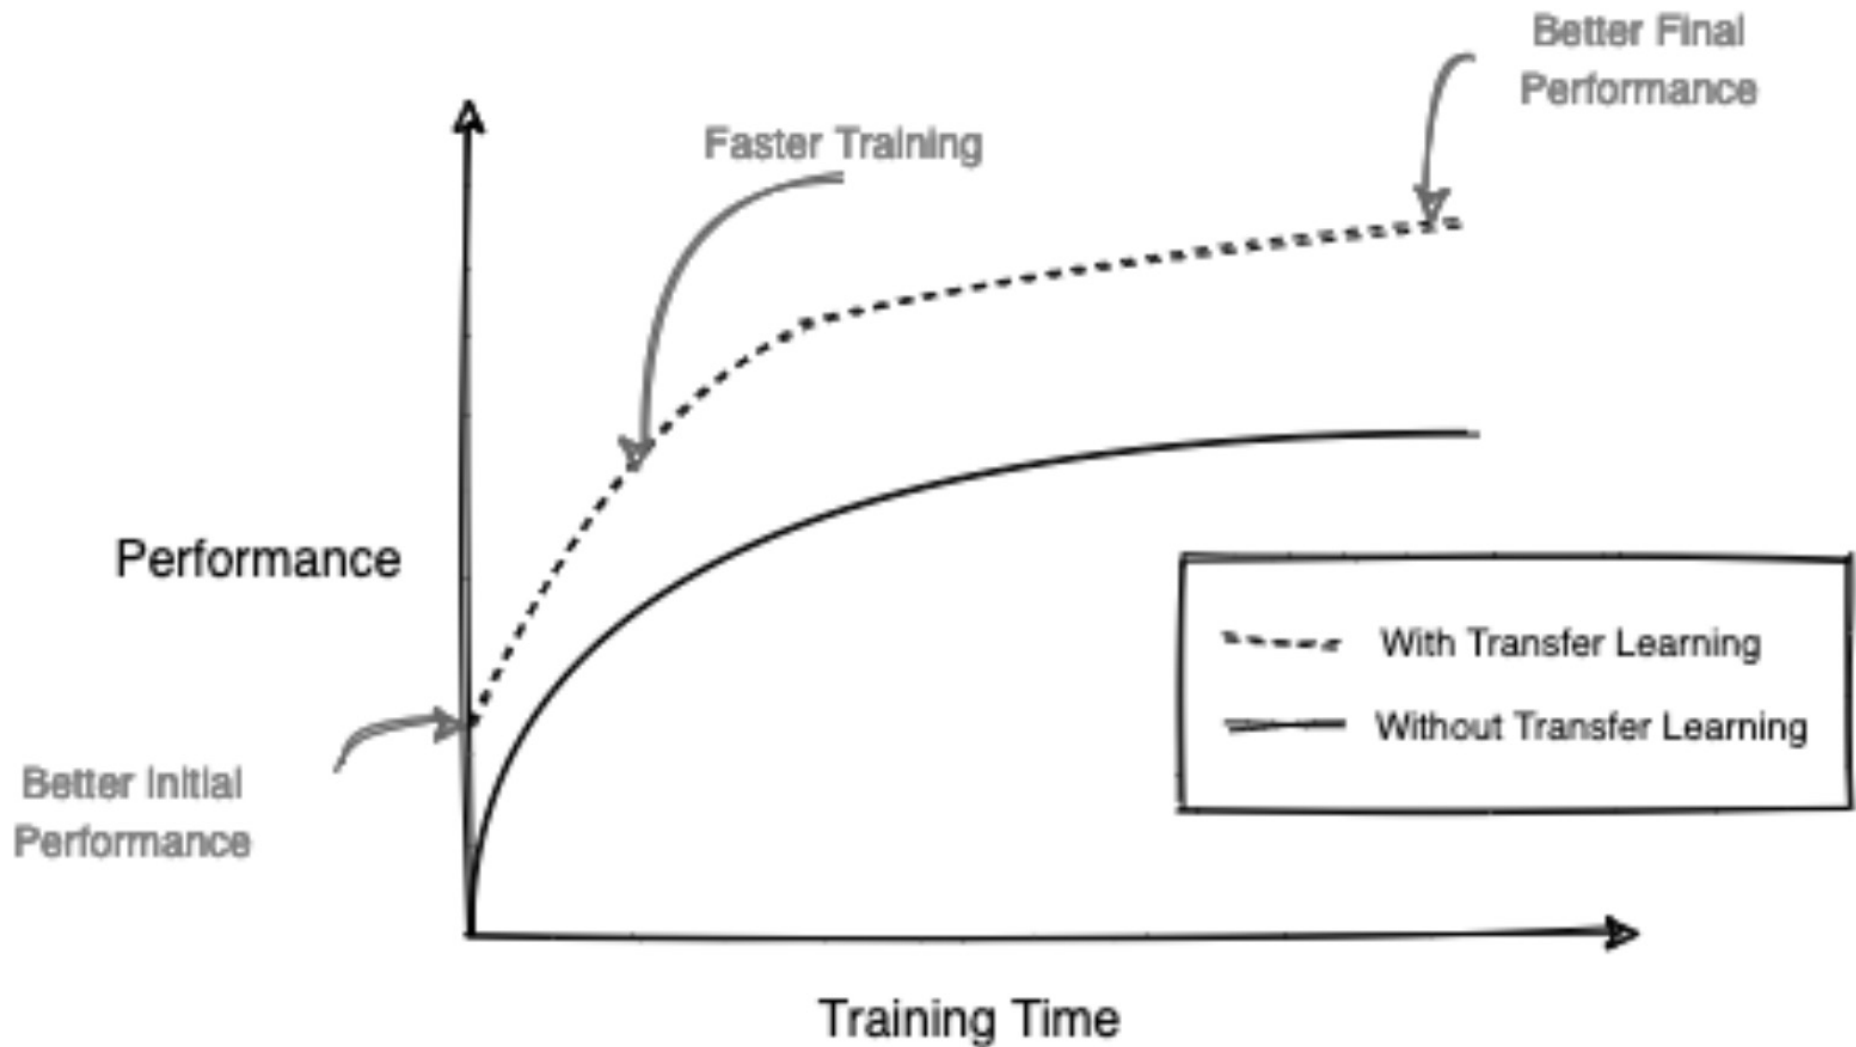 Better Final
Performance
Faster Training
Performance
With Transfer Learning
Without Transfer Learning
Better Initial
Performance
Training Time